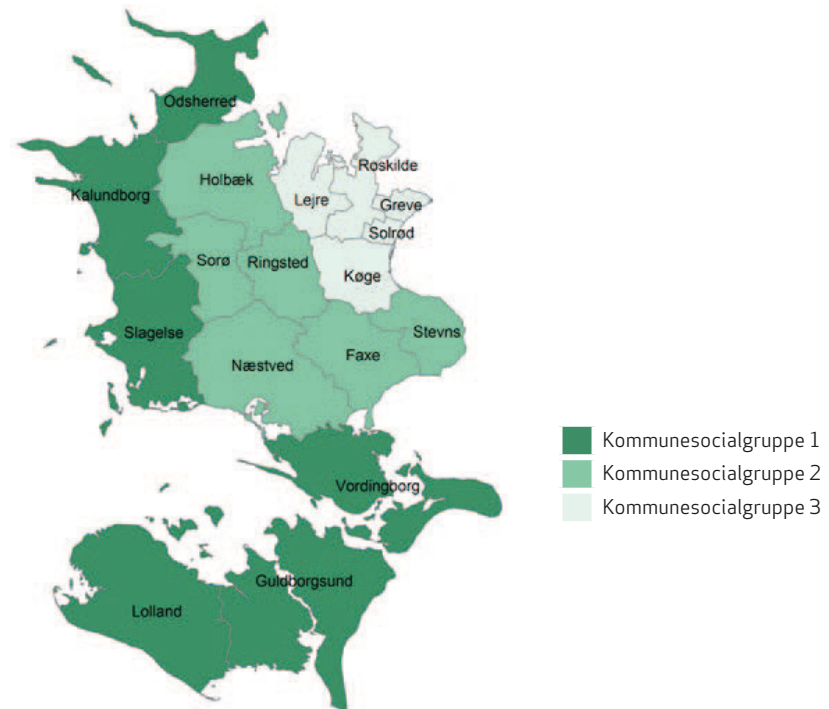 Odsherred
Roskilde
Holbæk
Kalundborg
Lejre
Greve
Solrød
Sorø
Ringsted
Køge
Slagelse
Stevns
Faxe
Næstved
Kommunesocialgruppe 1
Kommunesocialgruppe 2
Kommunesocialgruppe 3
Vordingborg
Guldborgsund
Lolland